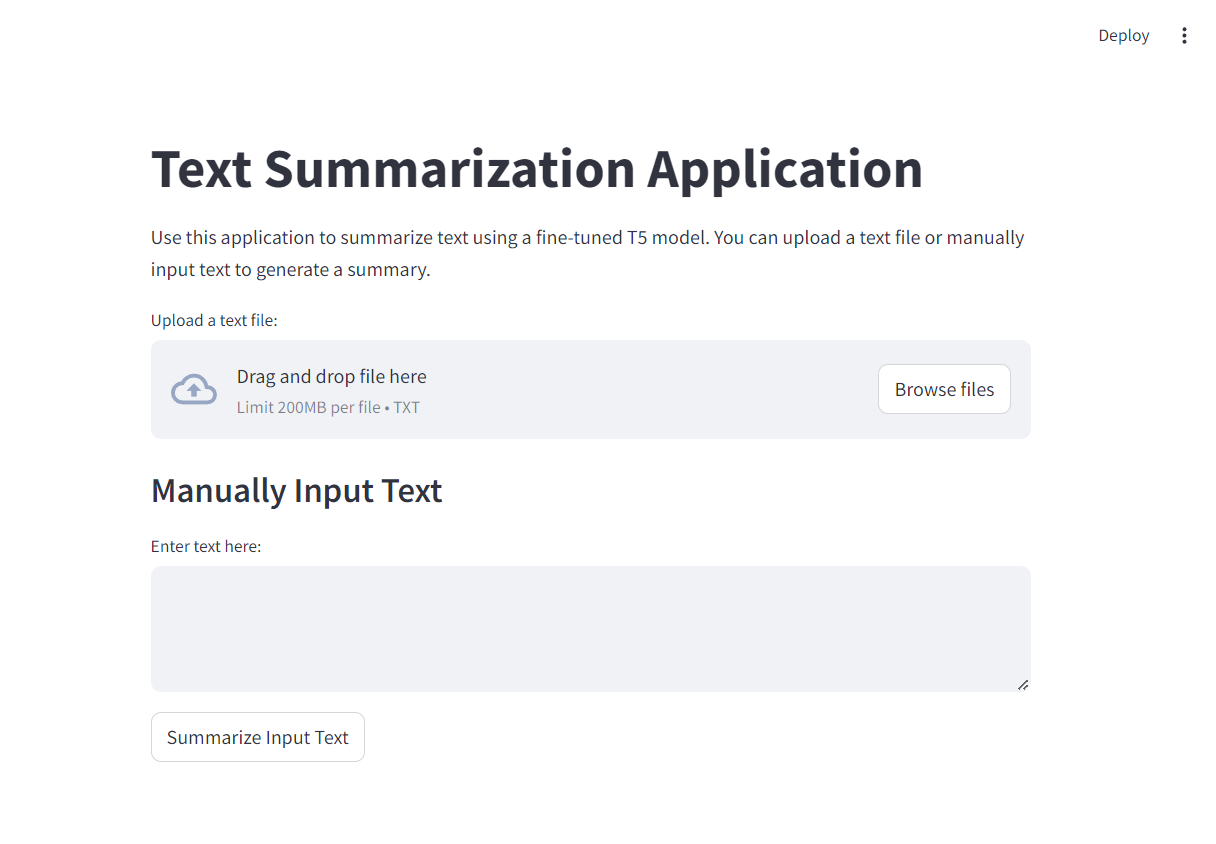 Deploy
Text Summarization Application
Use this application to summarize text using a fine-tuned T5 model. You can upload a text file or manually
input text to generate a summary.
Upload a text file:
Drag and drop file here
Limit 200MB per file • TXT
Browse files
Manually Input Text
Enter text here:
Summarize Input Text